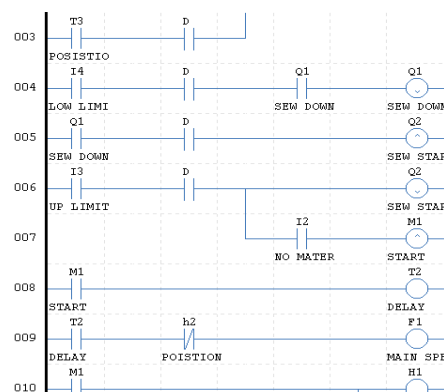 T3 D
003
POSISTIO
I4 D Q1 Q1
004
LOW LIMI SEW DOWN SEW DOWN
Q1 D Q2
005
SEW DOWN SEW STAR
I3 D Q2
006
UP LIMIT SEW STAR
I2 M1
007
NO MATER START
M1 T2
008
START DELAY
T2 h2 F1
009
DELAY POISTION MAIN SPE
M1 H1
010